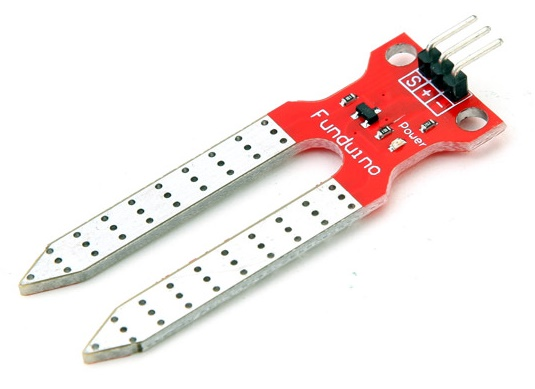 S + -
Power
Funduino